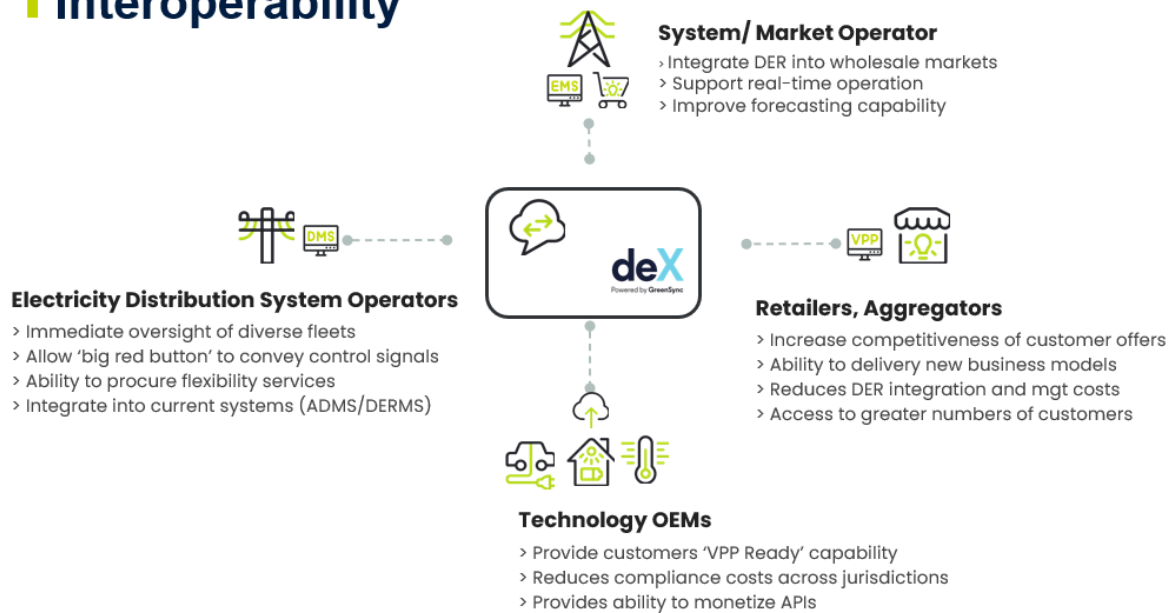 Interoperability
System/ Market Operator
› Integrate DER into wholesale markets
> Support real-time operation
> Improve forecasting capability
EMS
DMS
deX
Powered by GreenSync
VPP
Electricity Distribution System Operators
> Immediate oversight of diverse fleets
> Allow ‘big red button’ to convey control signals
> Ability to procure flexibility services
> Integrate into current systems (ADMS/DERMS)
Retailers, Aggregators
> Increase competitiveness of customer offers
> Ability to delivery new business models
> Reduces DER integration and mgt costs
> Access to greater numbers of customers
Technology OEMs
> Provide customers ‘VPP Ready’ capability
> Reduces compliance costs across jurisdictions
> Provides ability to monetize APIs